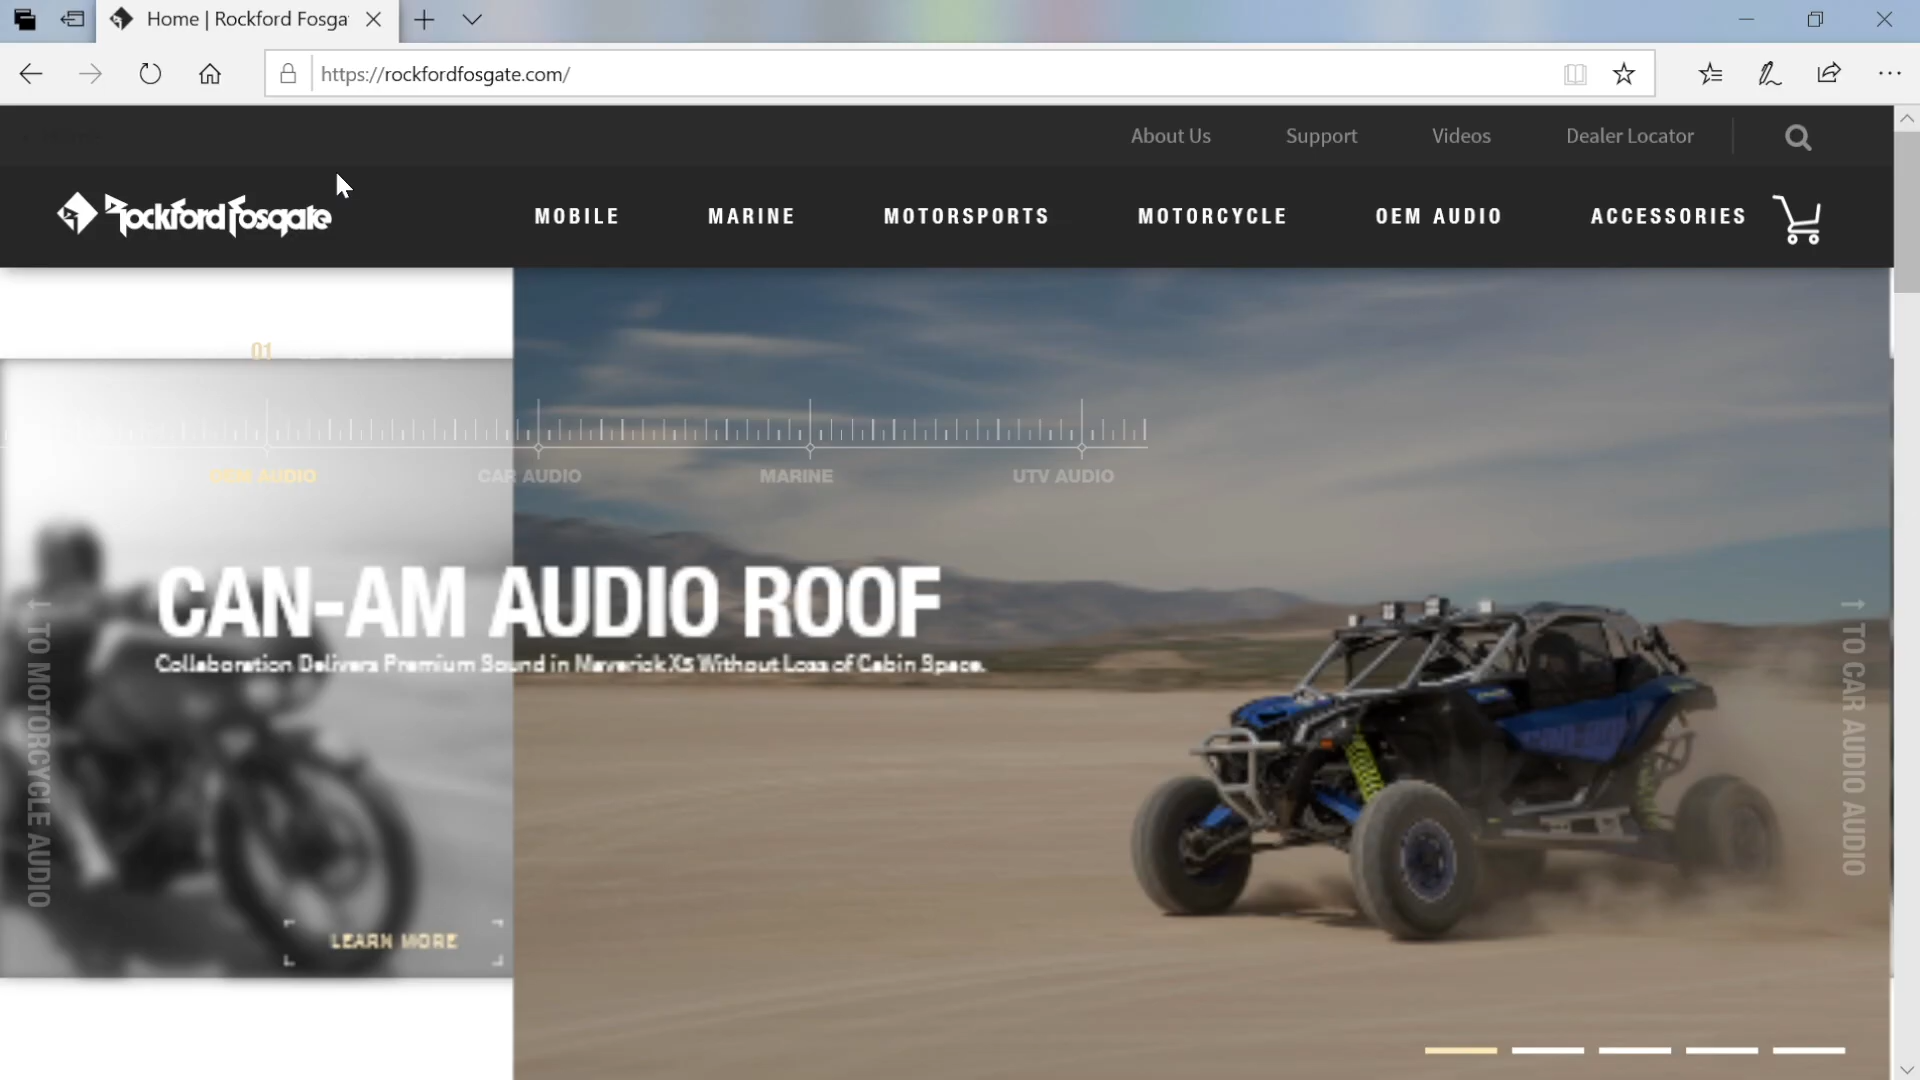 Home | Rockford Fosga
https://rockfordfosgate.com/
About Us
Support
Videos
Dealer Locator
Rockford Fosgate
MOBILE
MARINE
MOTORSPORTS
MOTORCYCLE
OEM AUDIO
ACCESSORIES
01
OEM AUDIO
CAR AUDIO
MARINE
UTV AUDIO
CAN-AM AUDIO ROOF
Collaboration Delivers Premium Sound in Maverick X3 Without Loss of Cabin Space.
TO MOTORCYCLE AUDIO
TO CAR AUDIO AUDIO
LEARN MORE